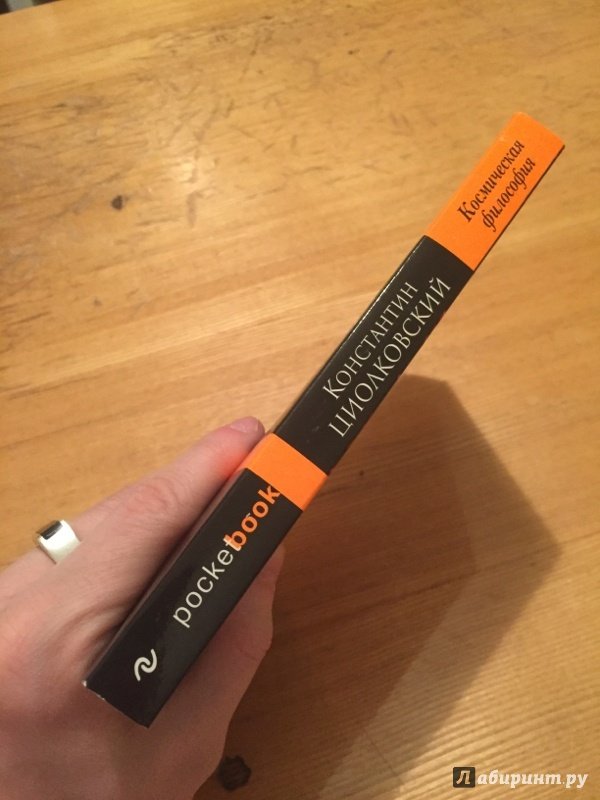 Космическая
философия
Константин
Циолковский
pocketbook
Лабиринт.ру